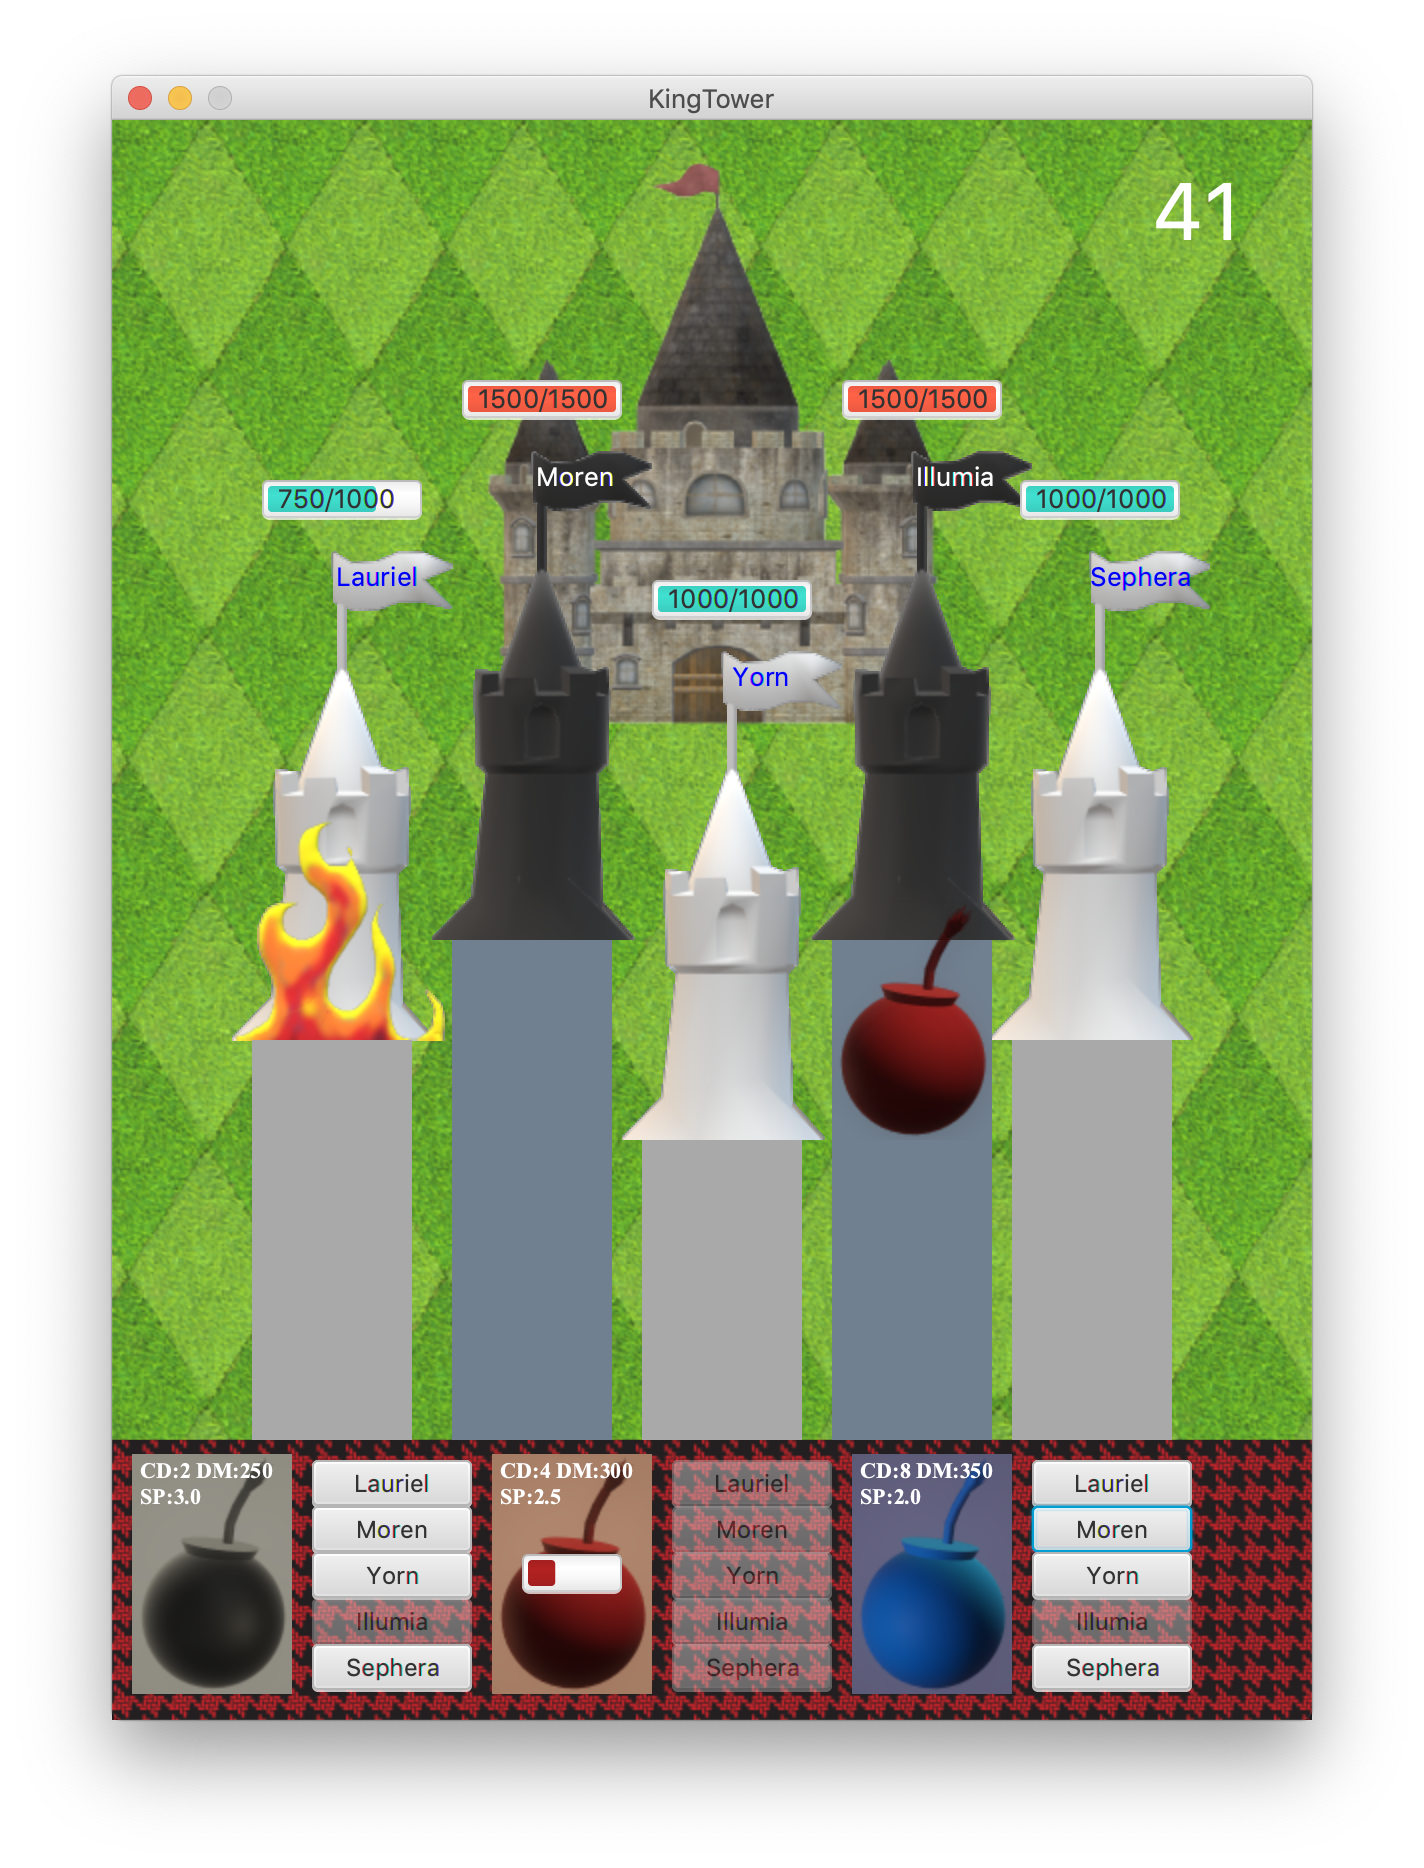 KingTower
41
1500/1500
1500/1500
Moren
Illumia
750/1000
1000/1000
Lauriel
Sephera
1000/1000
Yorn
CD:2 DM:250
SP:3.0
Lauriel
Moren
Yorn
Illumia
Sephera
CD:4 DM:300
SP:2.5
Lauriel
Moren
Yorn
Illumia
Sephera
CD:8 DM:350
SP:2.0
Lauriel
Moren
Yorn
Illumia
Sephera